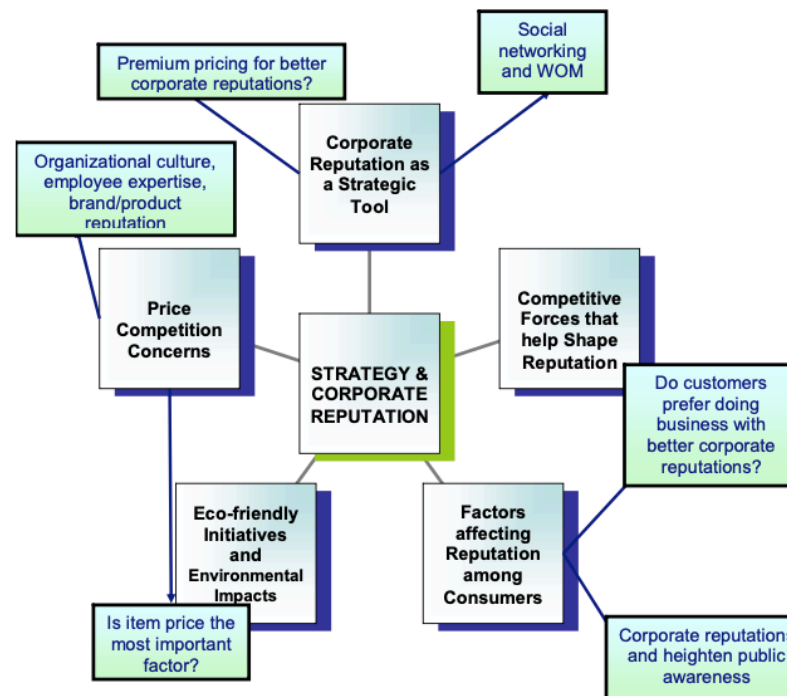 Premium pricing for better
corporate reputations?
Social
networking
and WOM
Corporate
Reputation as
a Strategic
Tool
Organizational culture,
employee expertise,
brand/product
reputation
Price
Competition
Concerns
Competitive
Forces that
help Shape
Reputation
STRATEGY &
CORPORATE
REPUTATION
Do customers
prefer doing
business with
better corporate
reputations?
Eco-friendly
Initiatives
and
Environmental
Impacts
Factors
affecting
Reputation
among
Consumers
Is item price the
most important
factor?
Corporate reputations
and heighten public
awareness